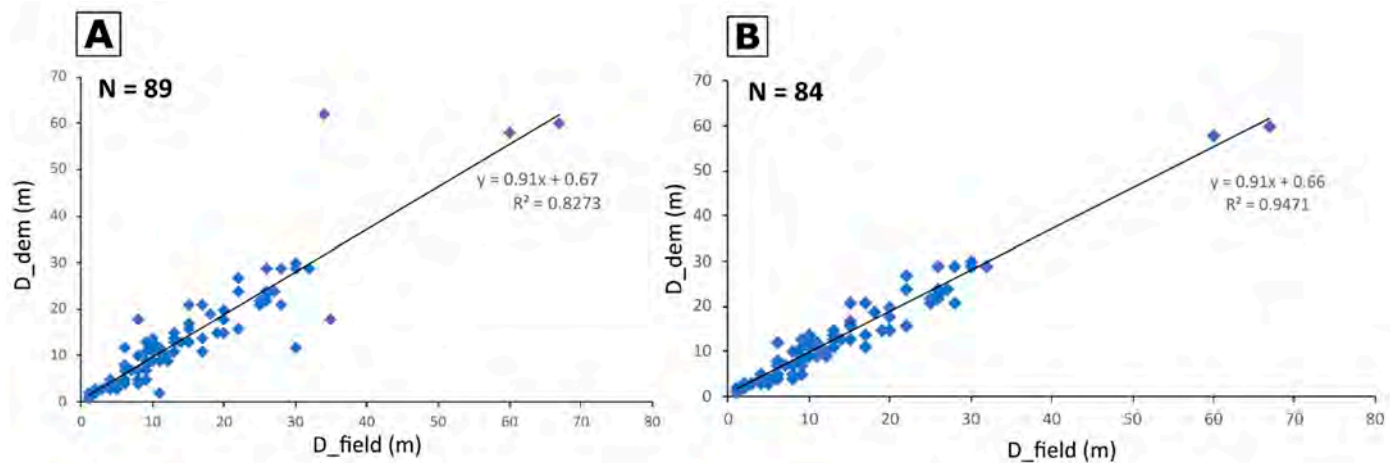 A
N = 89
D_dem (m)
70
60
50
40
30
20
10
0
y = 0.91x + 0.67
R² = 0.8273
0 10 20 30 40 50 60 70 80
D_field (m)
B
N = 84
D_dem (m)
70
60
50
40
30
20
10
0
y = 0.91x + 0.66
R² = 0.9471
0 10 20 30 40 50 60 70 80
D_field (m)